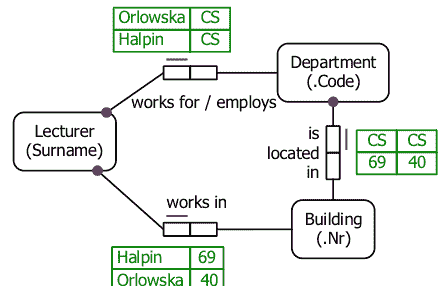 Orlowska CS
Halpin CS
Department
(.Code)
works for / employs
Lecturer
(Surname)
is
located
in
CS CS
69 40
works in
Building
(.Nr)
Halpin 69
Orlowska 40